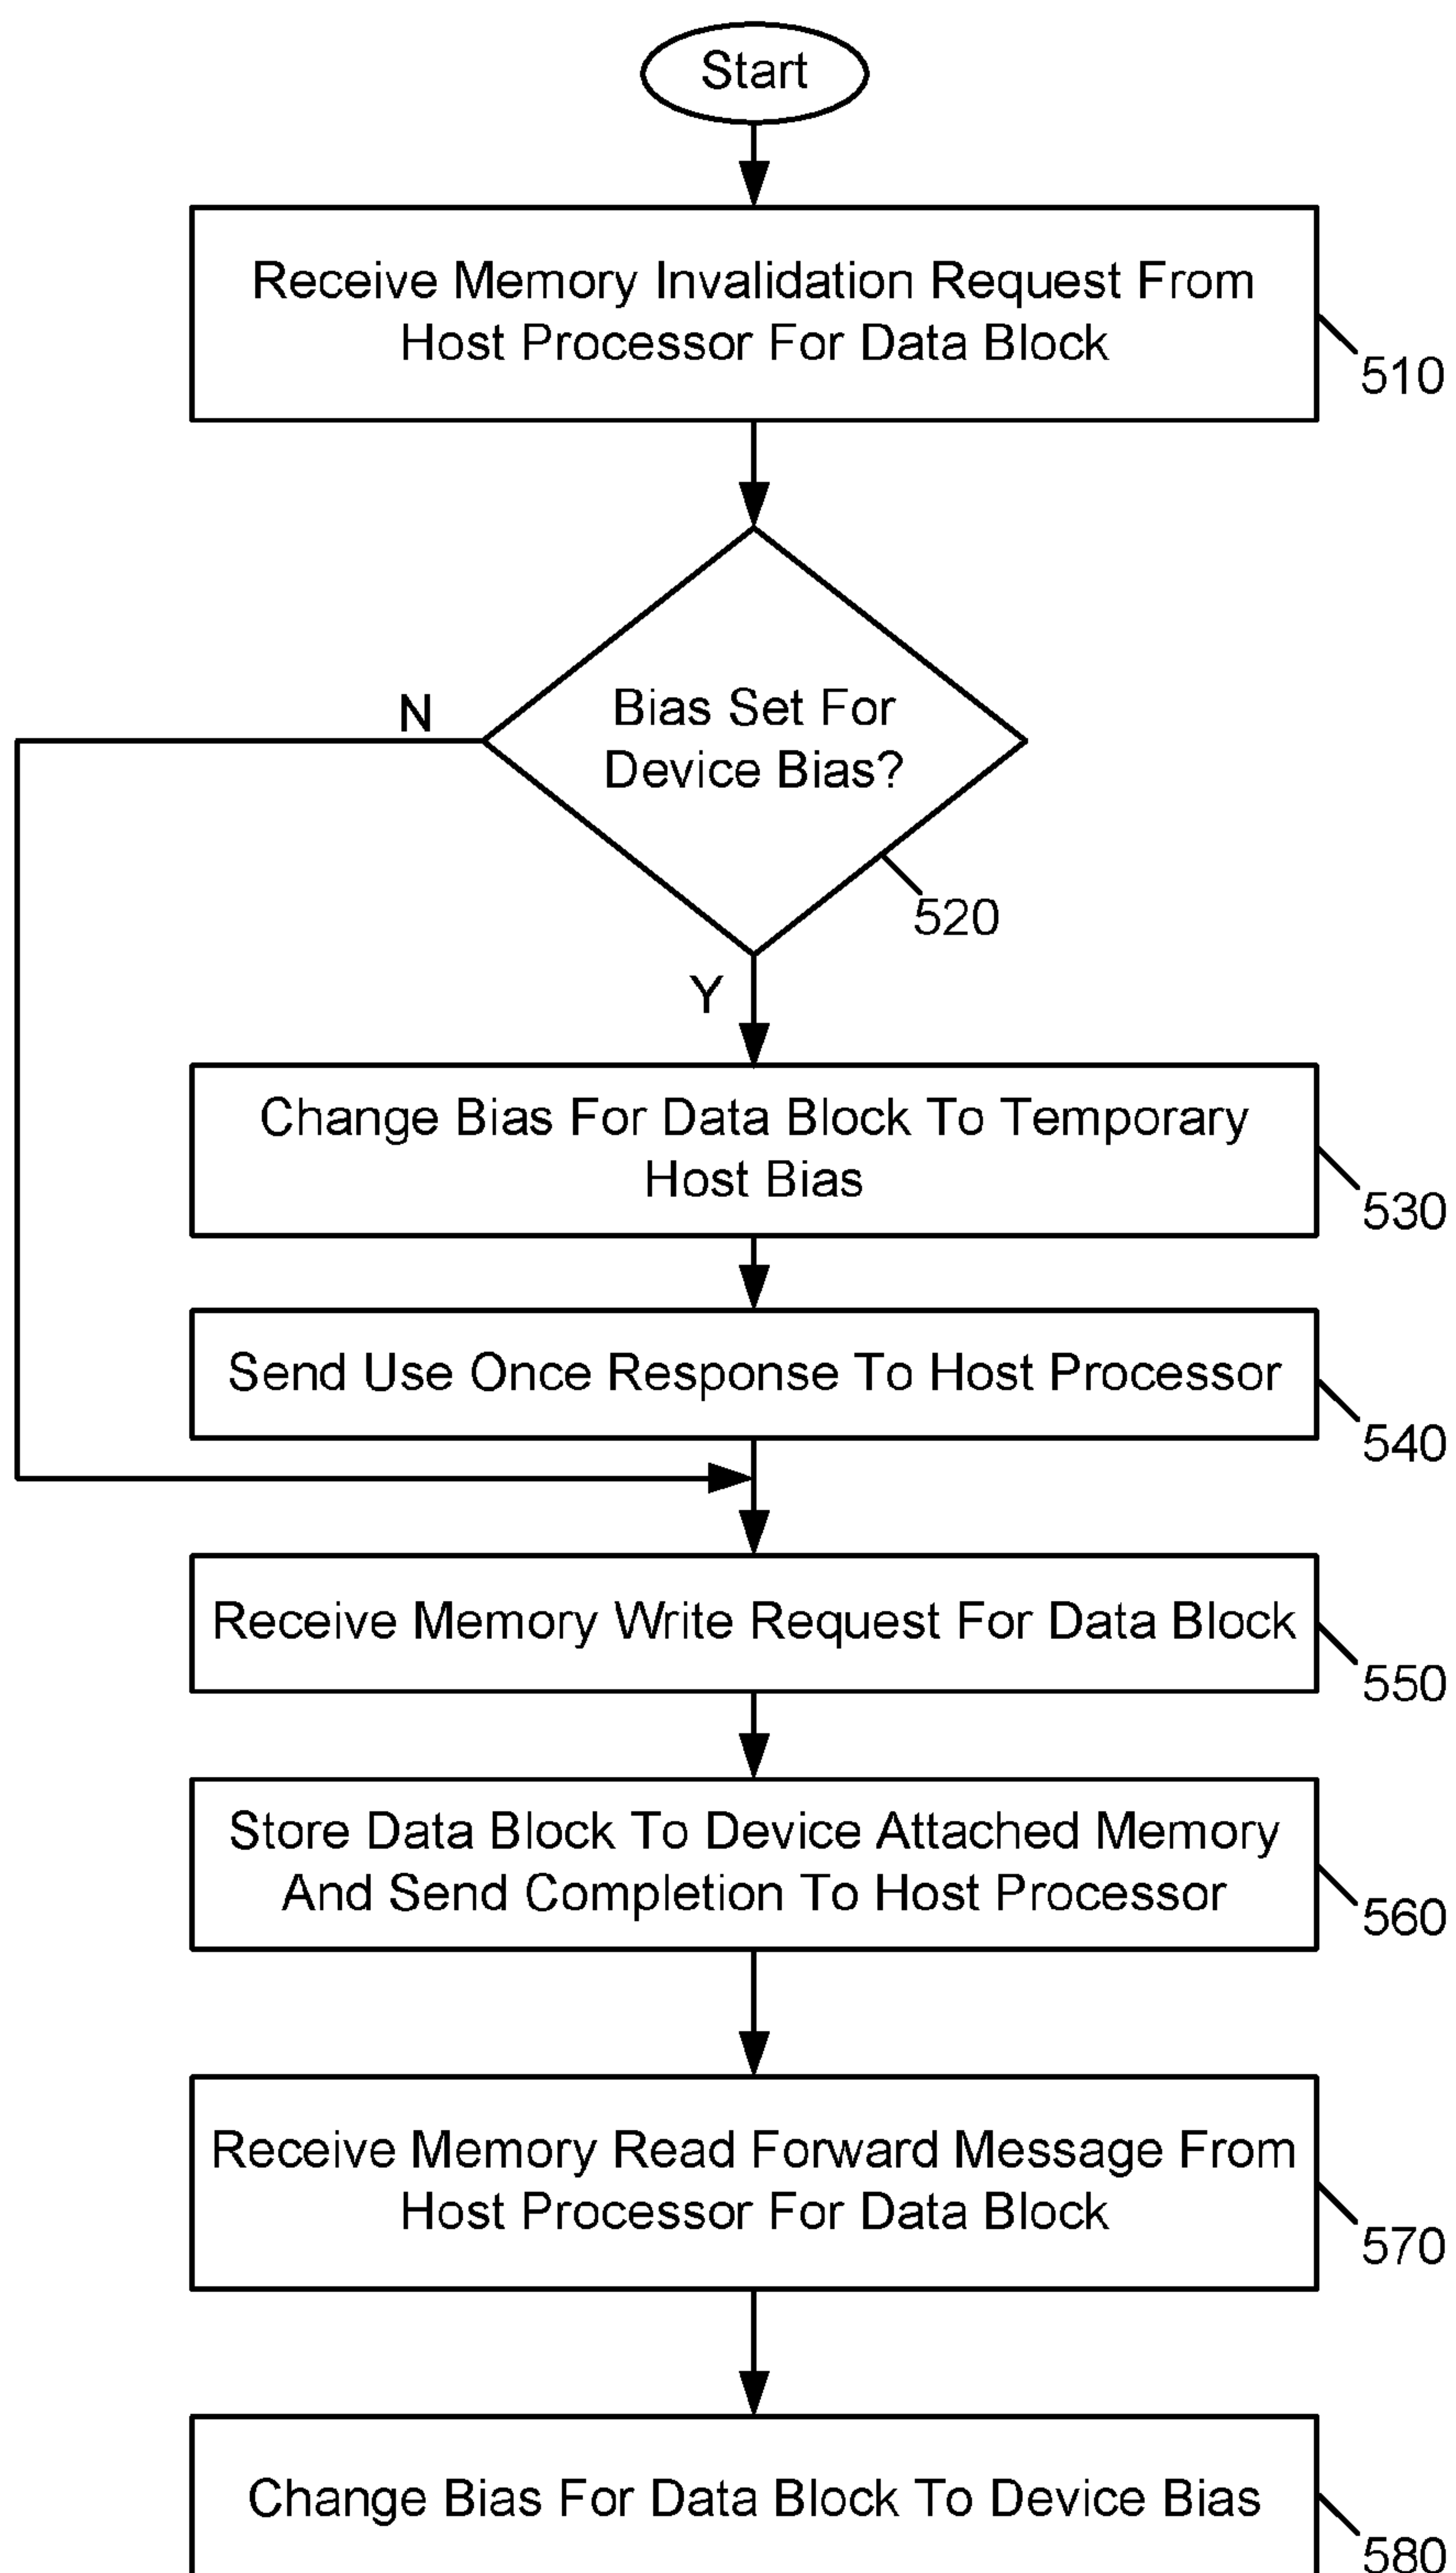 Start
Receive Memory Invalidation Request From
Host Processor For Data Block
510
N
Bias Set For
Device Bias?
520
Y
Change Bias For Data Block To Temporary
Host Bias
530
Send Use Once Response To Host Processor
540
Receive Memory Write Request For Data Block
550
Store Data Block To Device Attached Memory
And Send Completion To Host Processor
560
Receive Memory Read Forward Message From
Host Processor For Data Block
570
Change Bias For Data Block To Device Bias
580